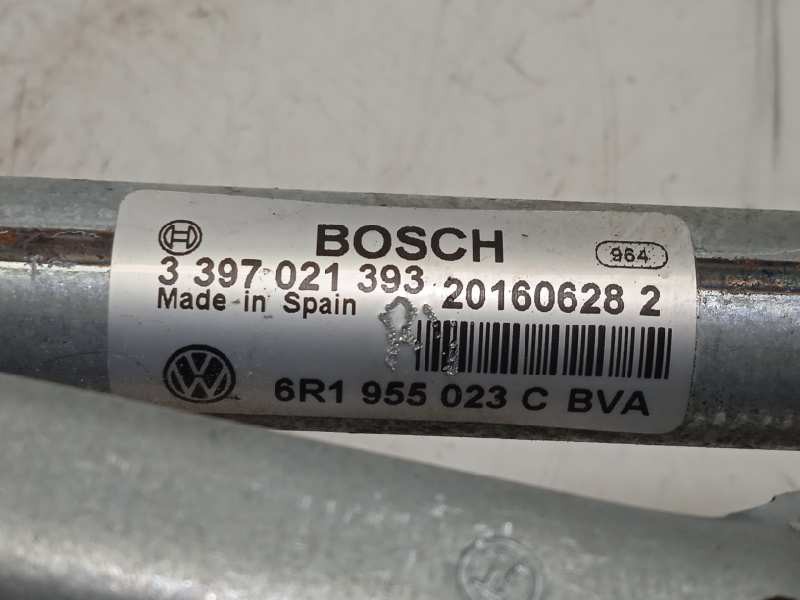 BOSCH 964
3 397 021 393 20160628 2
Made in Spain
6R1 955 023 C BVA